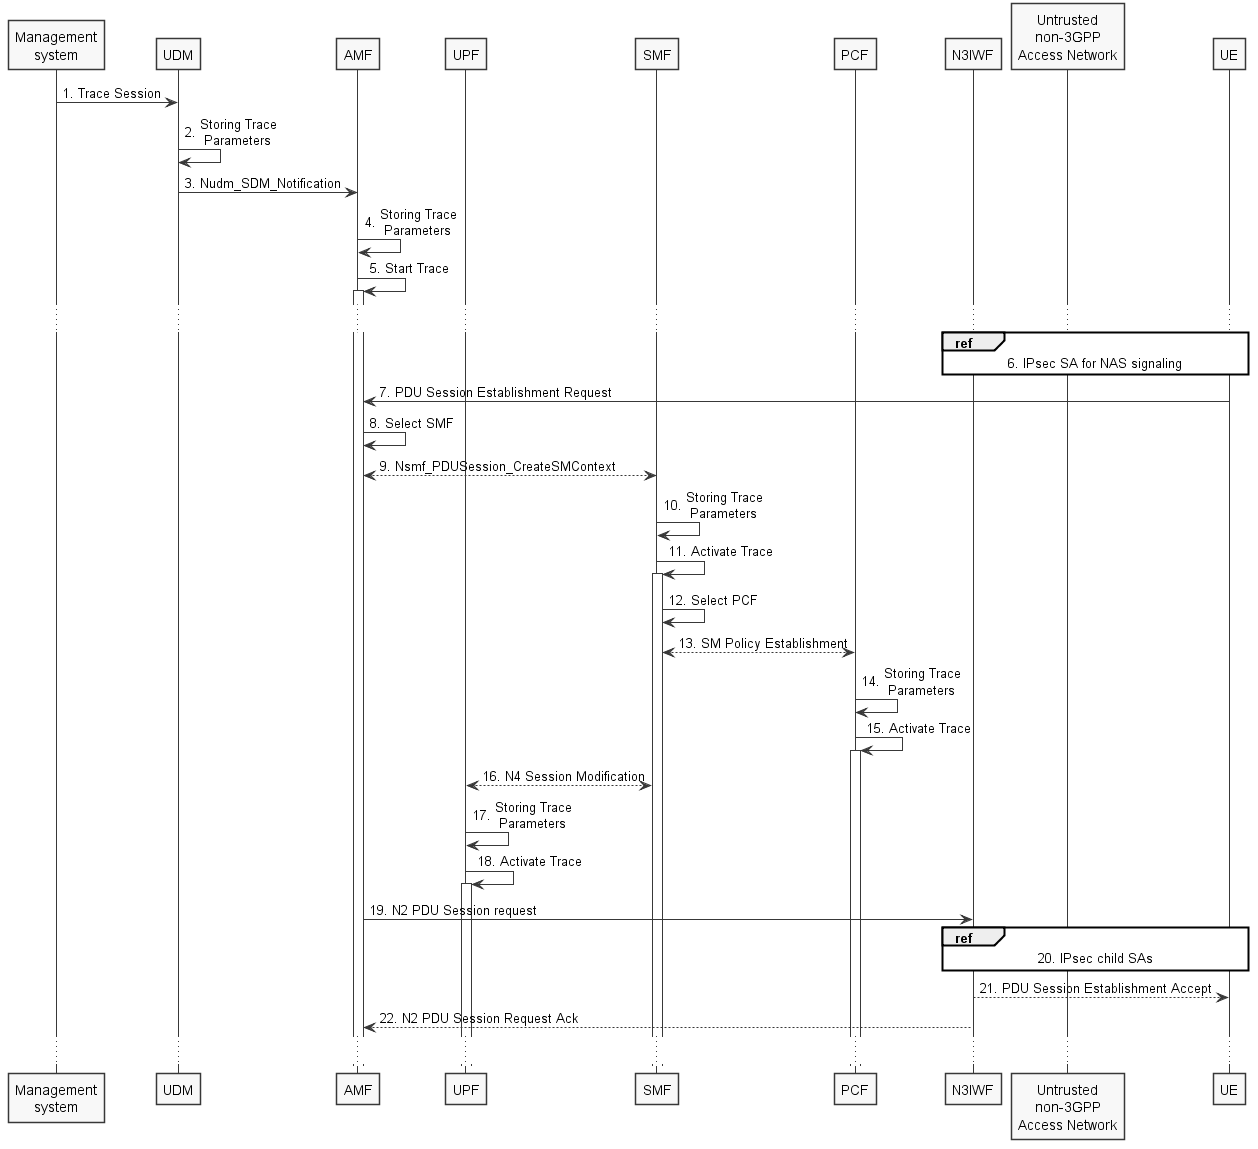 Untrusted
non-3GPP
Access Network
Management
system
UDM
AMF
UPF
SMF
PCF
N3IWF
UE
1. Trace Session
2. Storing Trace
Parameters
3. Nudm_SDM_Notification
4. Storing Trace
Parameters
5. Start Trace
ref
6. IPsec SA for NAS signaling
7. PDU Session Establishment Request
8. Select SMF
9. Nsmf_PDUSession_CreateSMContext
10. Storing Trace
Parameters
11. Activate Trace
12. Select PCF
13. SM Policy Establishment
14. Storing Trace
Parameters
15. Activate Trace
16. N4 Session Modification
17. Storing Trace
Parameters
18. Activate Trace
19. N2 PDU Session request
ref
20. IPsec child SAs
21. PDU Session Establishment Accept
22. N2 PDU Session Request Ack
Management
system
UDM
AMF
UPF
SMF
PCF
N3IWF
Untrusted
non-3GPP
Access Network
UE